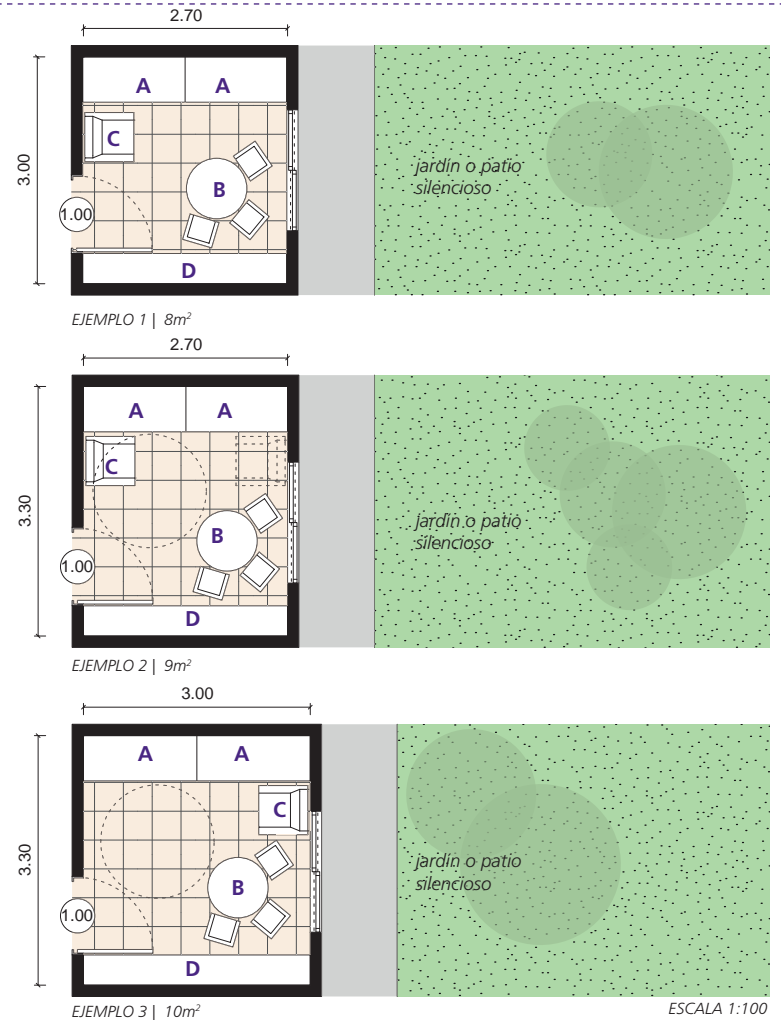 2.70
A A
C
3.00
B
1.00
D
jardín o patio
silencioso
EJEMPLO 1 | 8m²
2.70
A A
C
3.30
B
1.00
D
jardín o patio
silencioso
EJEMPLO 2 | 9m²
3.00
A A
C
3.30
B
1.00
D
jardín o patio
silencioso
EJEMPLO 3 | 10m²
ESCALA 1:100